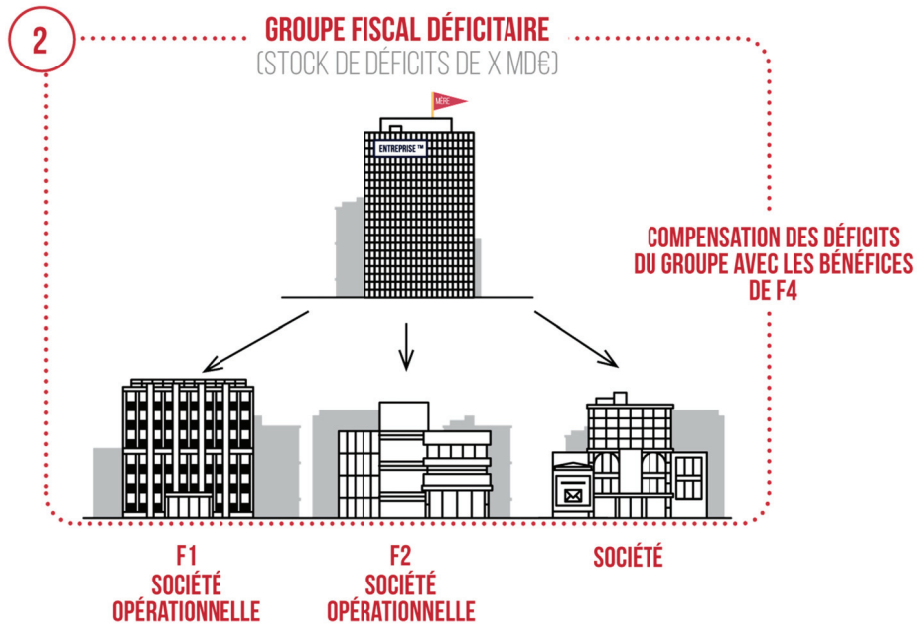 2
GROUPE FISCAL DÉFICITAIRE
(STOCK DE DÉFICITS DE X MD€)
MÈRE
ENTREPRISE ™
COMPENSATION DES DÉFICITS
DU GROUPE AVEC LES BÉNÉFICES
DE F4
F1
SOCIÉTÉ
OPÉRATIONNELLE
F2
SOCIÉTÉ
OPÉRATIONNELLE
SOCIÉTÉ